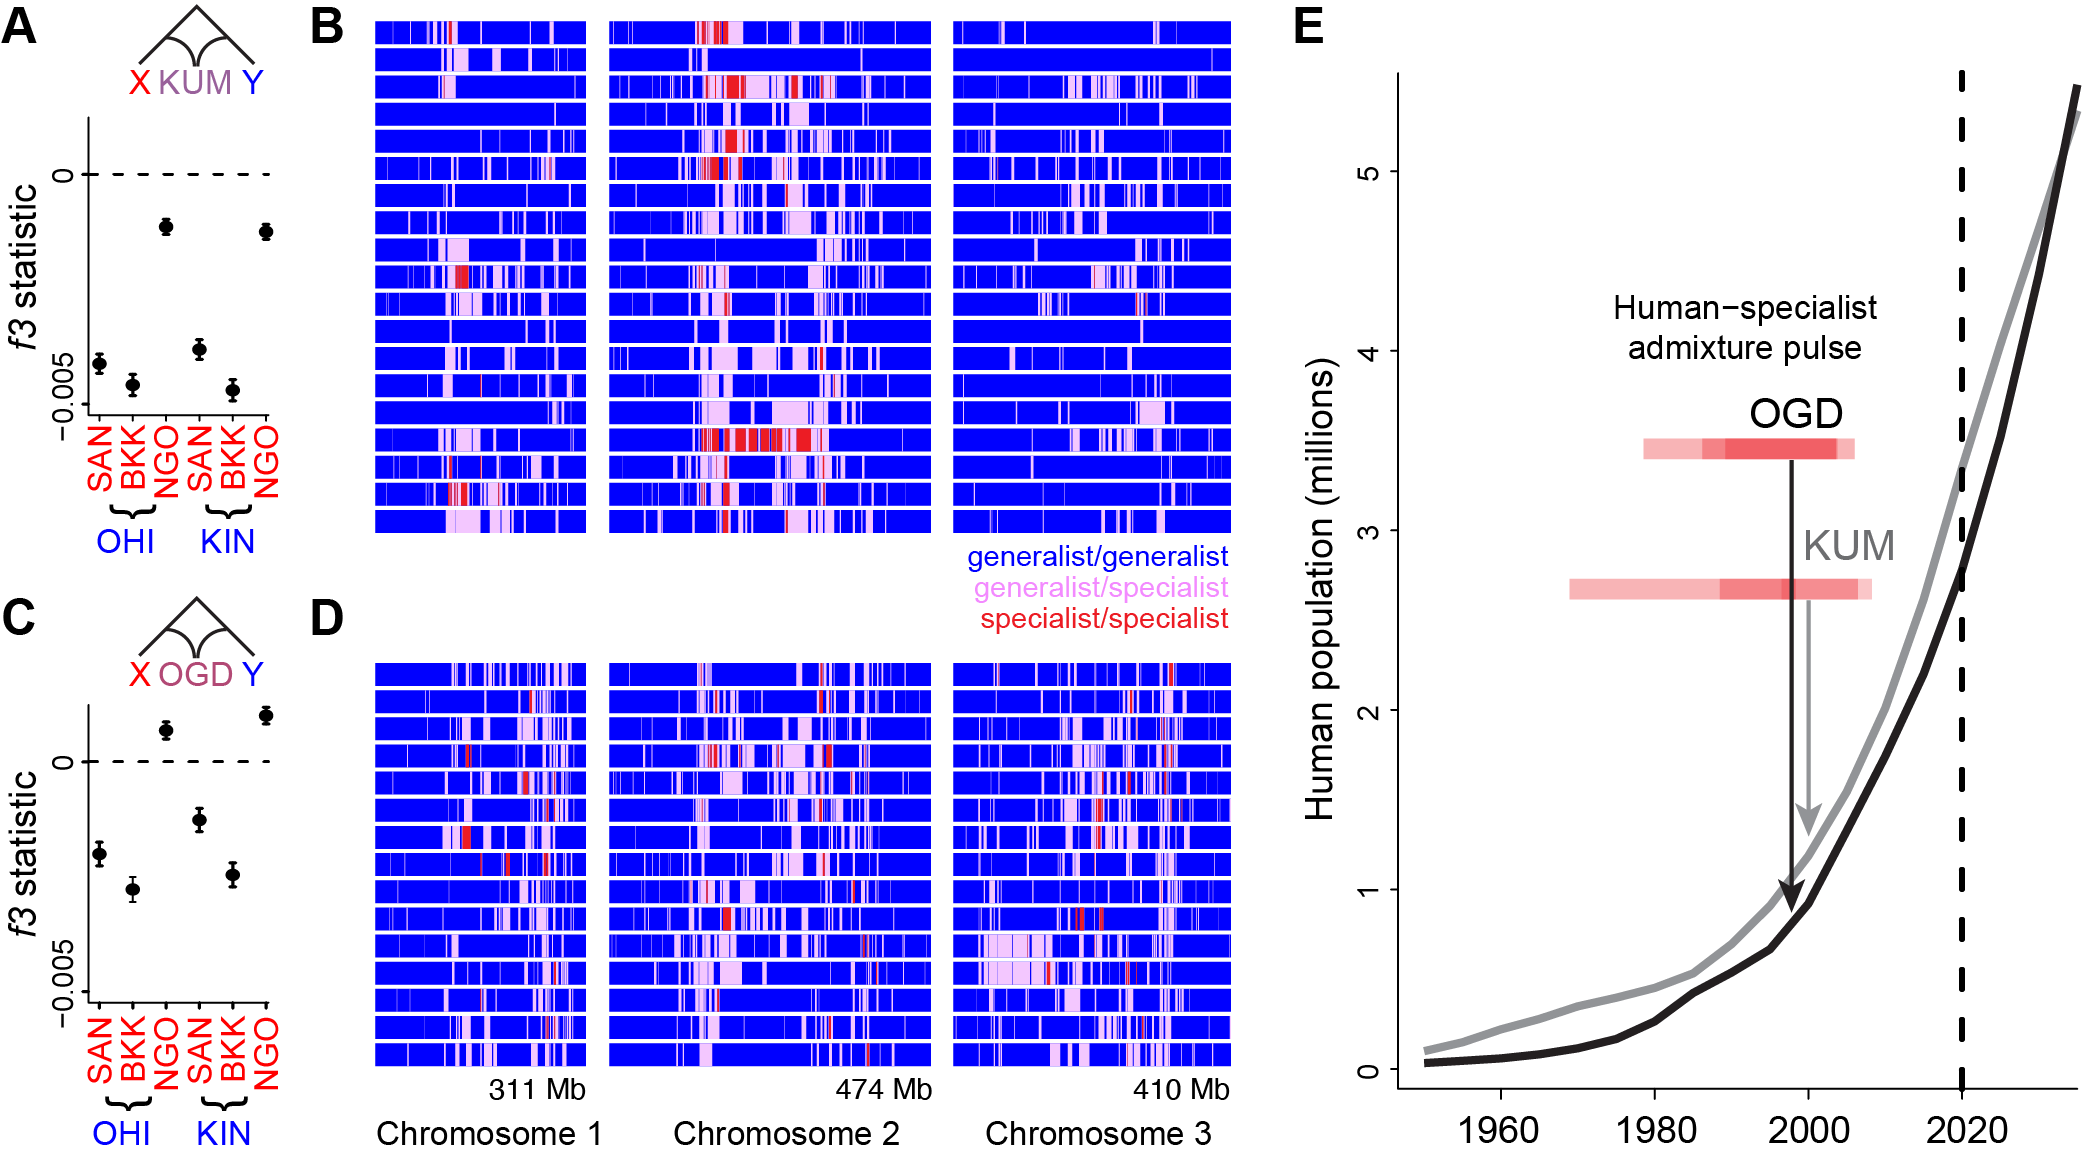 A
X KUM Y
f3 statistic
0
−0.005
SAN
BKK
NGO
SAN
BKK
NGO
OHI
KIN
B
generalist/generalist
generalist/specialist
specialist/specialist
C
X OGD Y
f3 statistic
0
−0.005
SAN
BKK
NGO
SAN
BKK
NGO
OHI
KIN
D
311 Mb
474 Mb
410 Mb
Chromosome 1
Chromosome 2
Chromosome 3
E
Human population (millions)
5
4
3
2
1
0
Human−specialist
admixture pulse
OGD
KUM
1960
1980
2000
2020